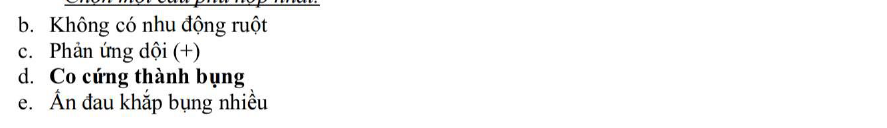 b. Không có nhu động ruột
c. Phản ứng dội (+)
d. Co cứng thành bụng
e. Ấn đau khắp bụng nhiều